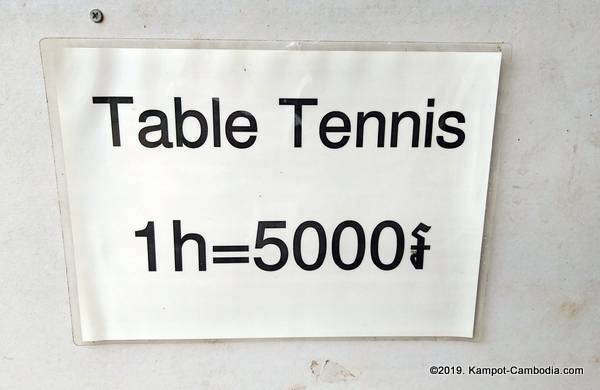 Table Tennis
1h=5000៛
©2019. Kampot-Cambodia.com